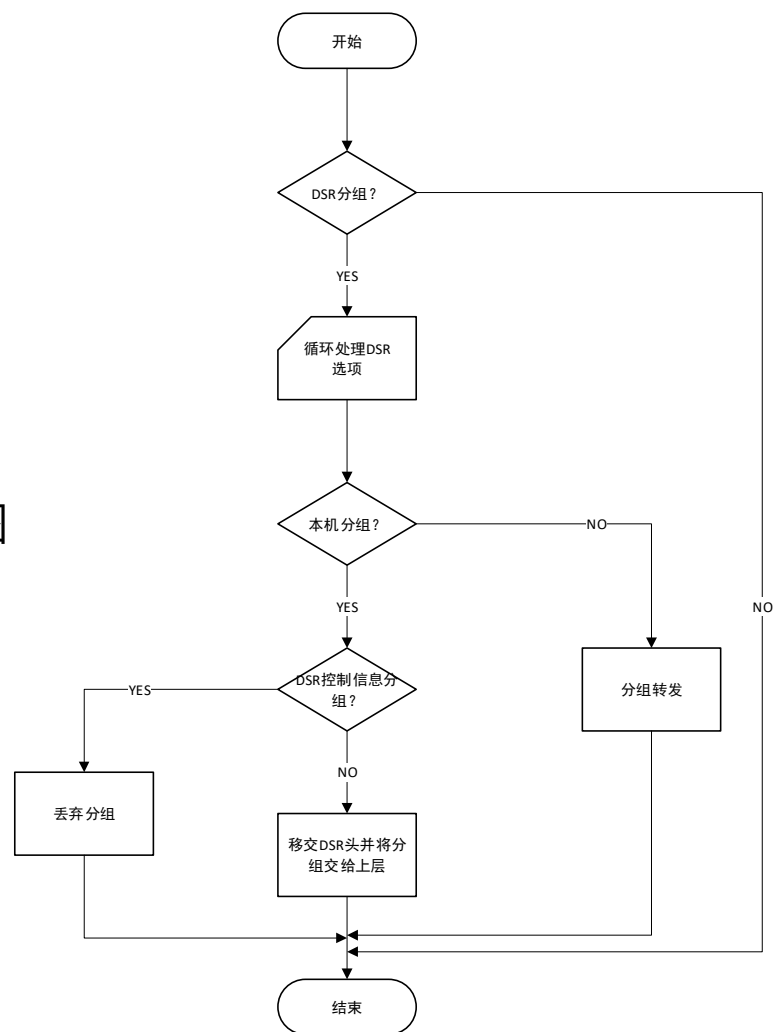 开始
DSR分组？
YES
循环处理DSR
选项
本机分组？
NO
YES
NO
DSR控制信息分
组？
YES
分组转发
NO
丢弃分组
移交DSR头并将分
组交给上层
结束